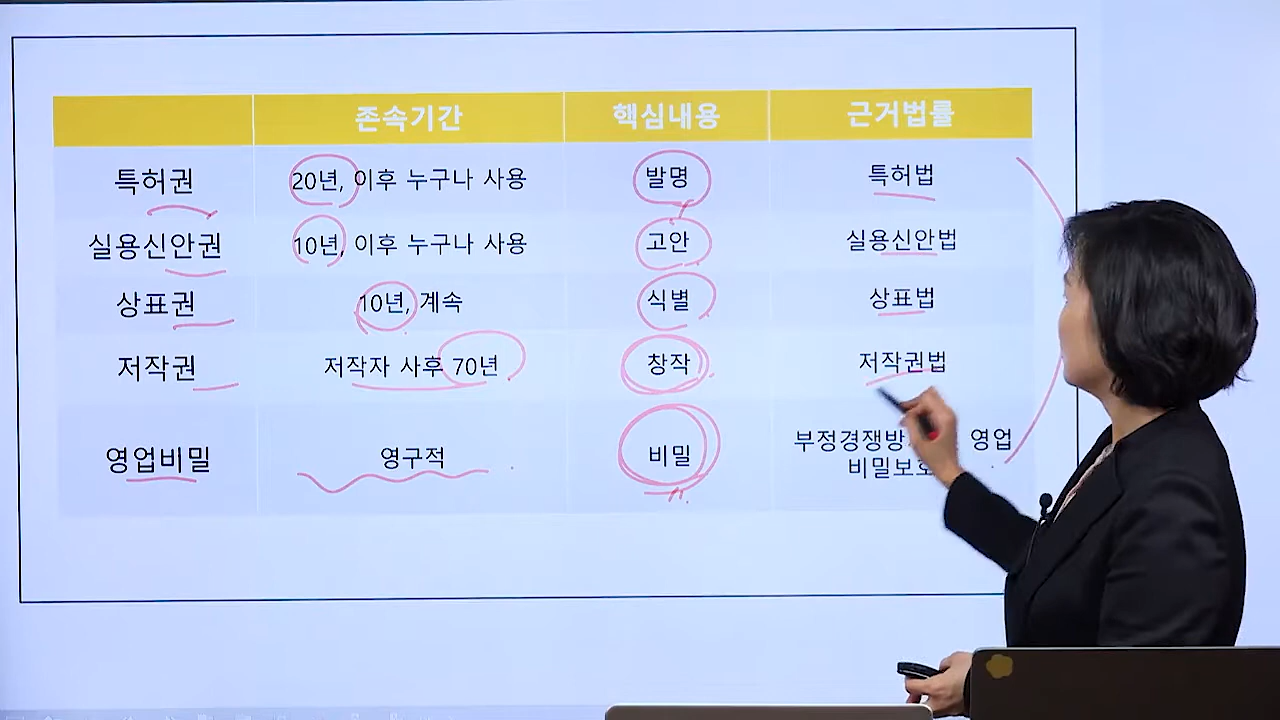 존속기간 핵심내용 근거법률
특허권 20년, 이후 누구나 사용 발명 특허법
실용신안권 10년, 이후 누구나 사용 고안 실용신안법
상표권 10년, 계속 식별 상표법
저작권 저작자 사후 70년 창작 저작권법
영업비밀 영구적 비밀 부정경쟁방 영업
비밀보호